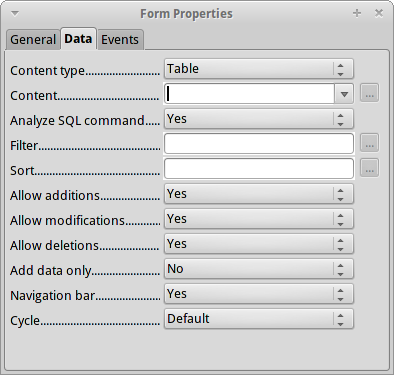 Form Properties
General Data Events
Content type........................ Table
Content.................................. ...
Analyze SQL command..... Yes
Filter........................................ ...
Sort.......................................... ...
Allow additions..................... Yes
Allow modifications............ Yes
Allow deletions.................... Yes
Add data only....................... No
Navigation bar..................... Yes
Cycle........................................ Default